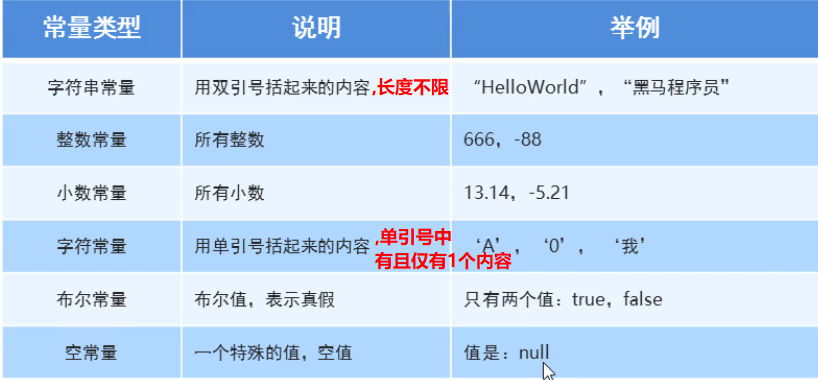 常量类型 说明 举例
字符串常量 用双引号括起来的内容,长度不限 “HelloWorld”，“黑马程序员”
整数常量 所有整数 666，-88
小数常量 所有小数 13.14，-5.21
字符常量 用单引号括起来的内容 ,单引号中 ‘A’，‘0’，‘我’
有且仅有1个内容
布尔常量 布尔值，表示真假 只有两个值：true，false
空常量 一个特殊的值，空值 值是：null